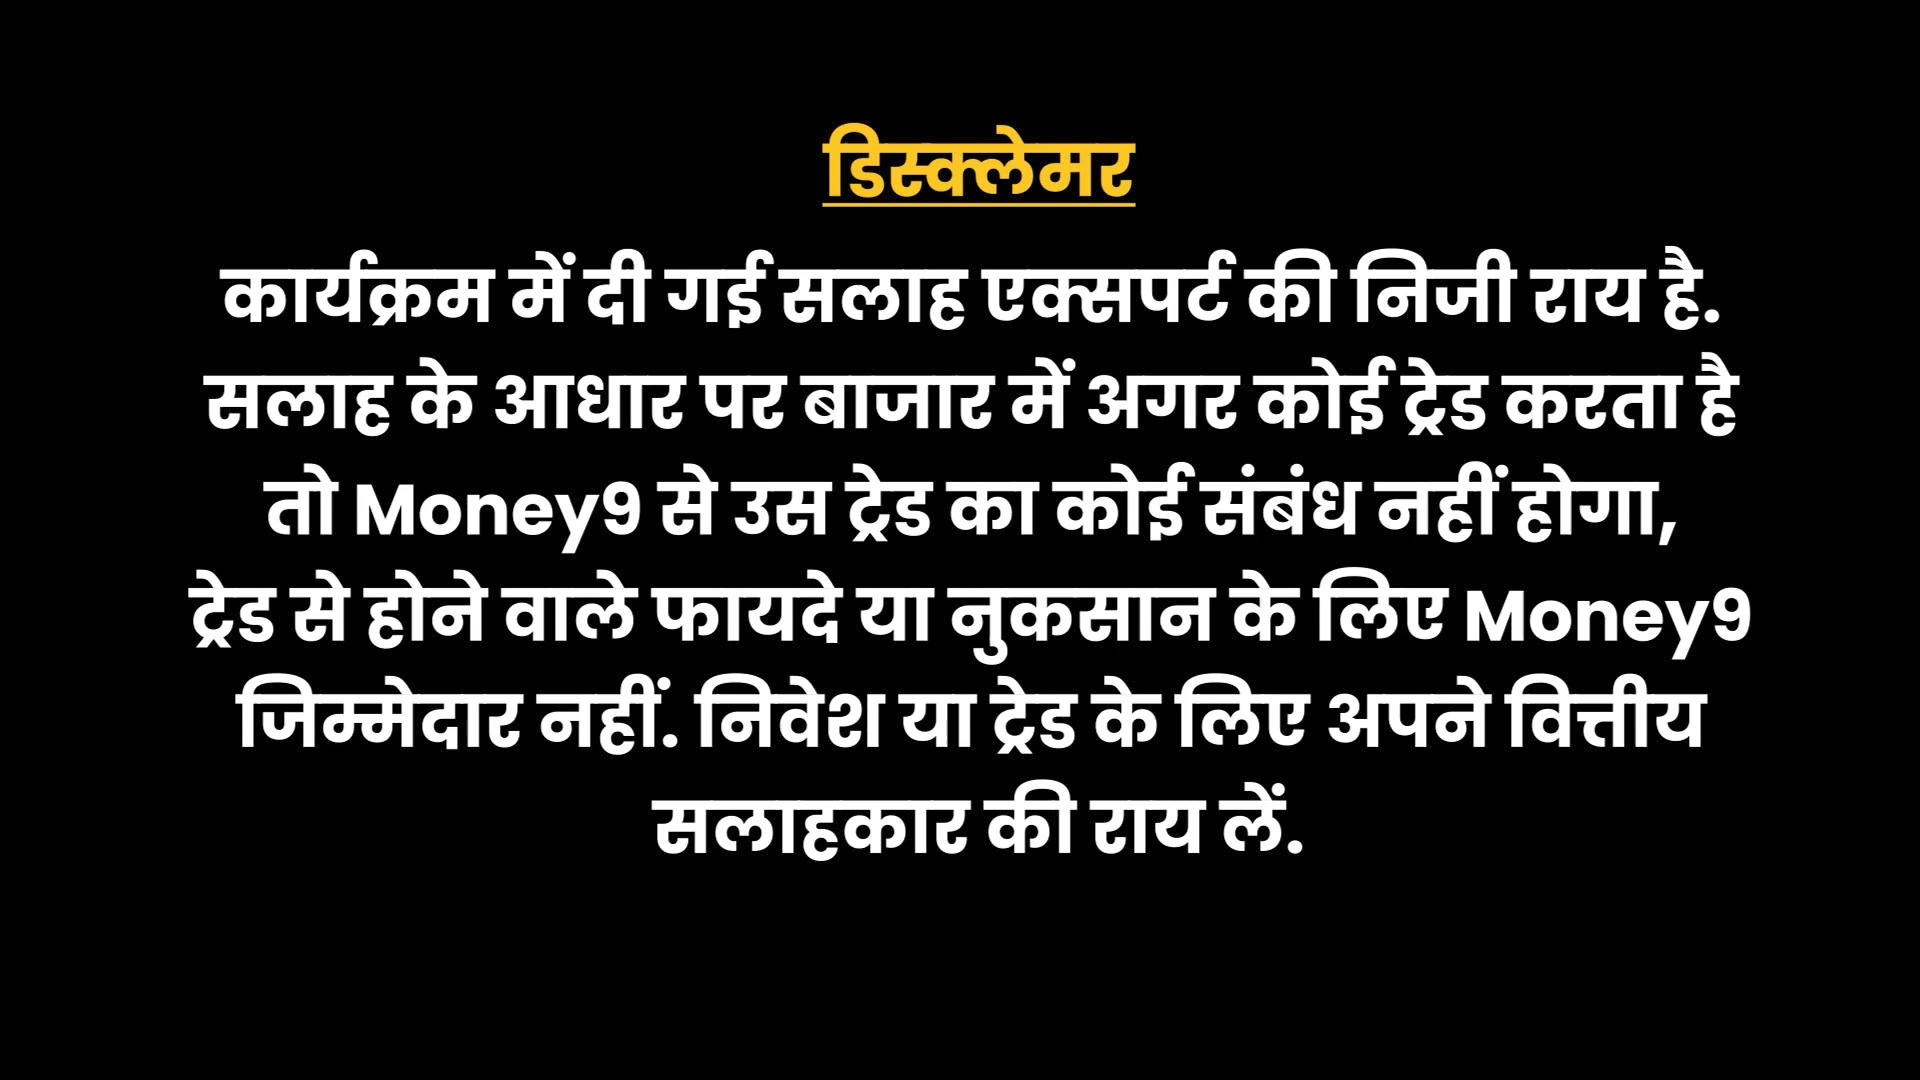 डिस्क्लेमर
कार्यक्रम में दी गई सलाह एक्सपर्ट की निजी राय है.
सलाह के आधार पर बाजार में अगर कोई ट्रेड करता है
तो Money9 से उस ट्रेड का कोई संबंध नहीं होगा,
ट्रेड से होने वाले फायदे या नुकसान के लिए Money9
जिम्मेदार नहीं. निवेश या ट्रेड के लिए अपने वित्तीय
सलाहकार की राय लें.